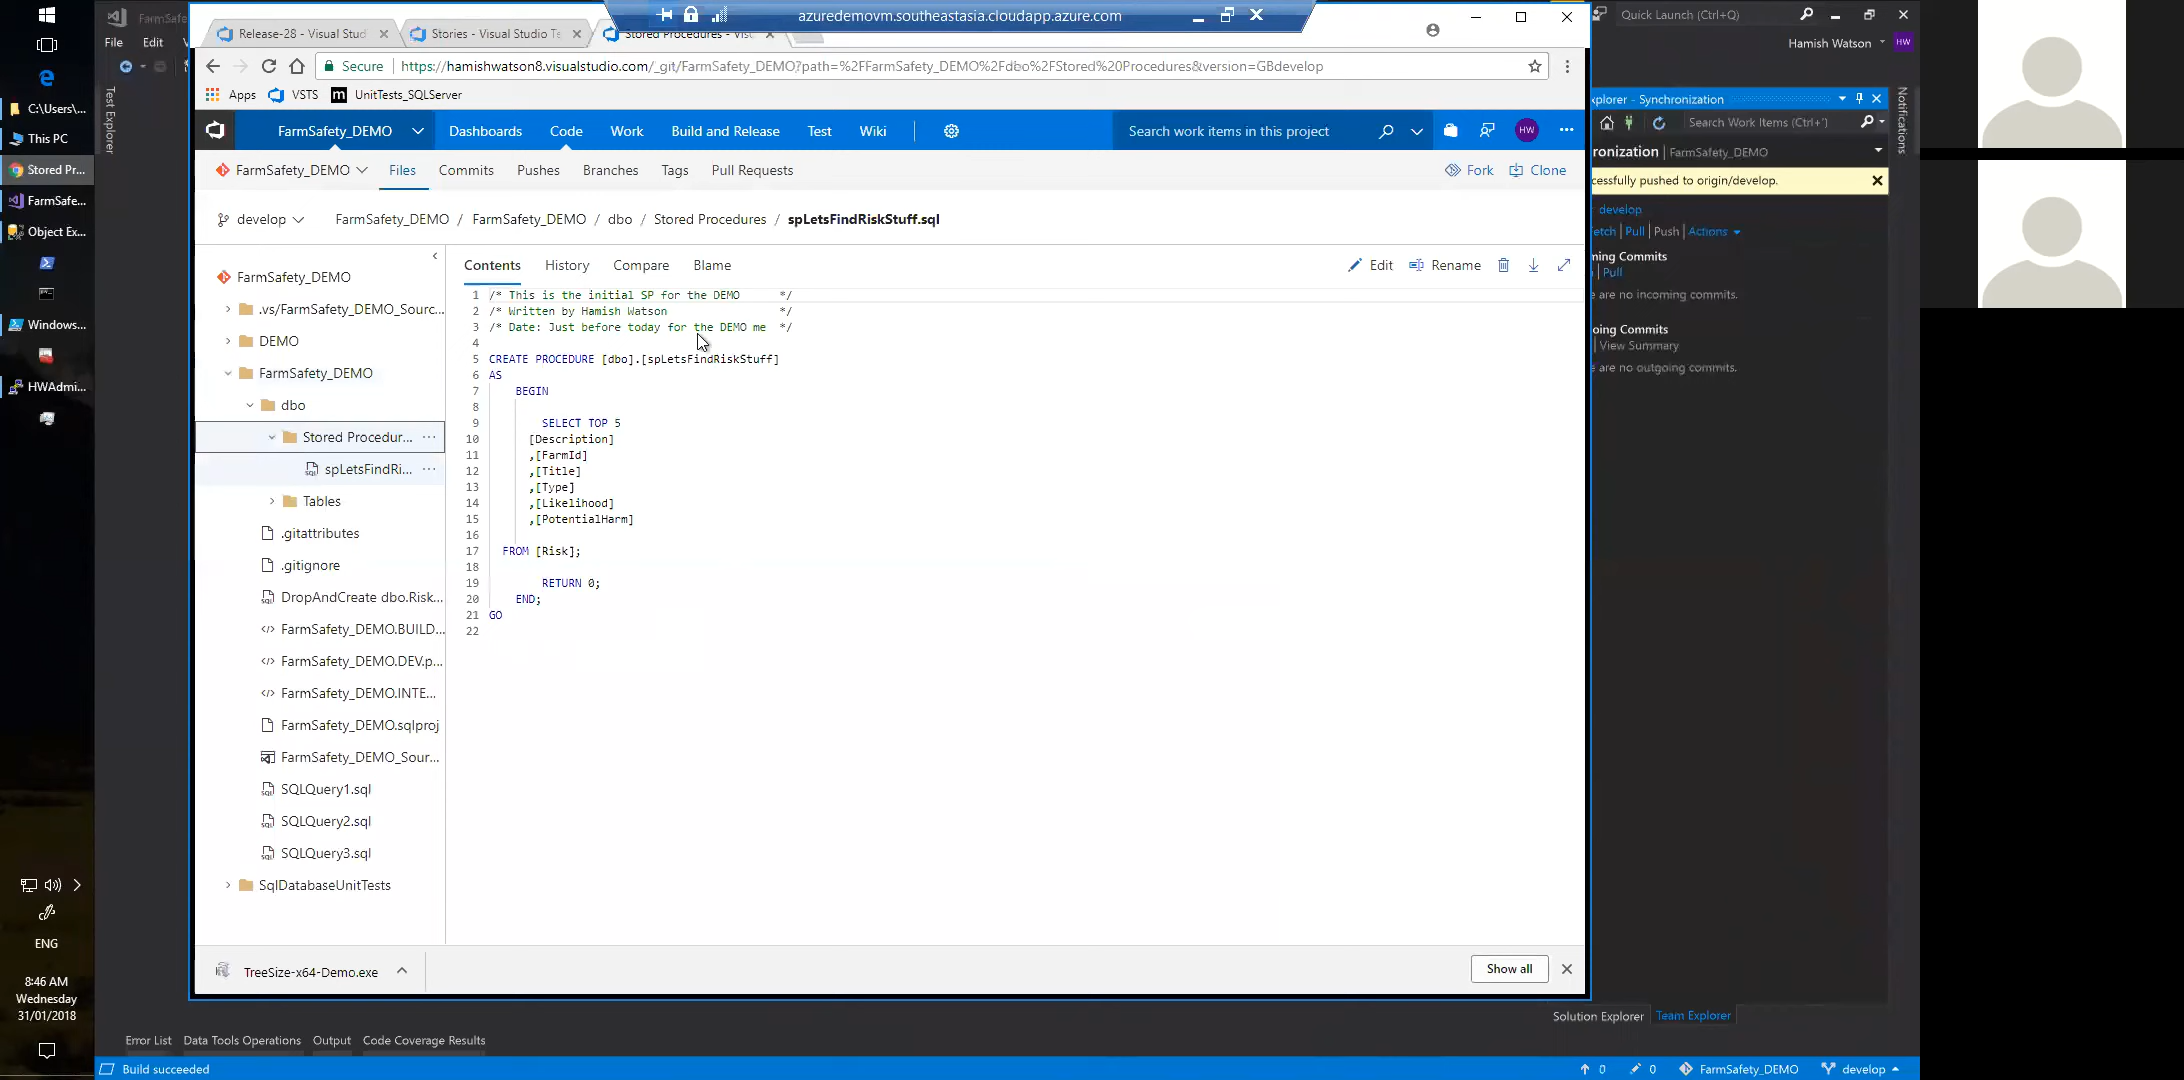 azuredemovm.southeastasia.cloudapp.azure.com
FarmSafe
File Edit
Quick Launch (Ctrl+Q)
Hamish Watson HW
Test Explorer
Notifications
Release-28 - Visual Stud
Stories - Visual Studio Te
Stored Procedures - Visu
Secure https://hamishwatson8.visualstudio.com/_git/FarmSafety_DEMO?path=%2FFarmSafety_DEMO%2Fdbo%2FStored%20Procedures&version=GBdevelop
Apps VSTS m UnitTests_SQLServer
FarmSafety_DEMO Dashboards Code Work Build and Release Test Wiki Search work items in this project HW
FarmSafety_DEMO Files Commits Pushes Branches Tags Pull Requests Fork Clone
develop FarmSafety_DEMO / FarmSafety_DEMO / dbo / Stored Procedures / spLetsFindRiskStuff.sql
FarmSafety_DEMO
.vs/FarmSafety_DEMO_Sourc...
DEMO
FarmSafety_DEMO
dbo
Stored Procedur... ...
spLetsFindRi... ...
Tables
.gitattributes
.gitignore
DropAndCreate dbo.Risk...
FarmSafety_DEMO.BUILD...
FarmSafety_DEMO.DEV.p...
FarmSafety_DEMO.INTE...
FarmSafety_DEMO.sqlproj
FarmSafety_DEMO_Sour...
SQLQuery1.sql
SQLQuery2.sql
SQLQuery3.sql
SqlDatabaseUnitTests
Contents History Compare Blame Edit Rename
1 /* This is the initial SP for the DEMO */
2 /* Written by Hamish Watson */
3 /* Date: Just before today for the DEMO me */
4
5 CREATE PROCEDURE [dbo].[spLetsFindRiskStuff]
6 AS
7 BEGIN
8
9 SELECT TOP 5
10 [Description]
11 ,[FarmId]
12 ,[Title]
13 ,[Type]
14 ,[Likelihood]
15 ,[PotentialHarm]
16
17 FROM [Risk];
18
19 RETURN 0;
20 END;
21 GO
22
TreeSize-x64-Demo.exe Show all
xplorer - Synchronization
Search Work Items (Ctrl+')
ronization | FarmSafety_DEMO
cessfully pushed to origin/develop.
develop
etch | Pull | Push | Actions
ming Commits
| Pull
e are no incoming commits.
oing Commits
| View Summary
e are no outgoing commits.
Solution Explorer Team Explorer
Error List Data Tools Operations Output Code Coverage Results
Build succeeded 0 0 FarmSafety_DEMO develop
C:\Users\...
This PC
Stored Pr...
FarmSafe...
Object Ex...
Windows...
HWAdmi...
ENG
8:46 AM
Wednesday
31/01/2018